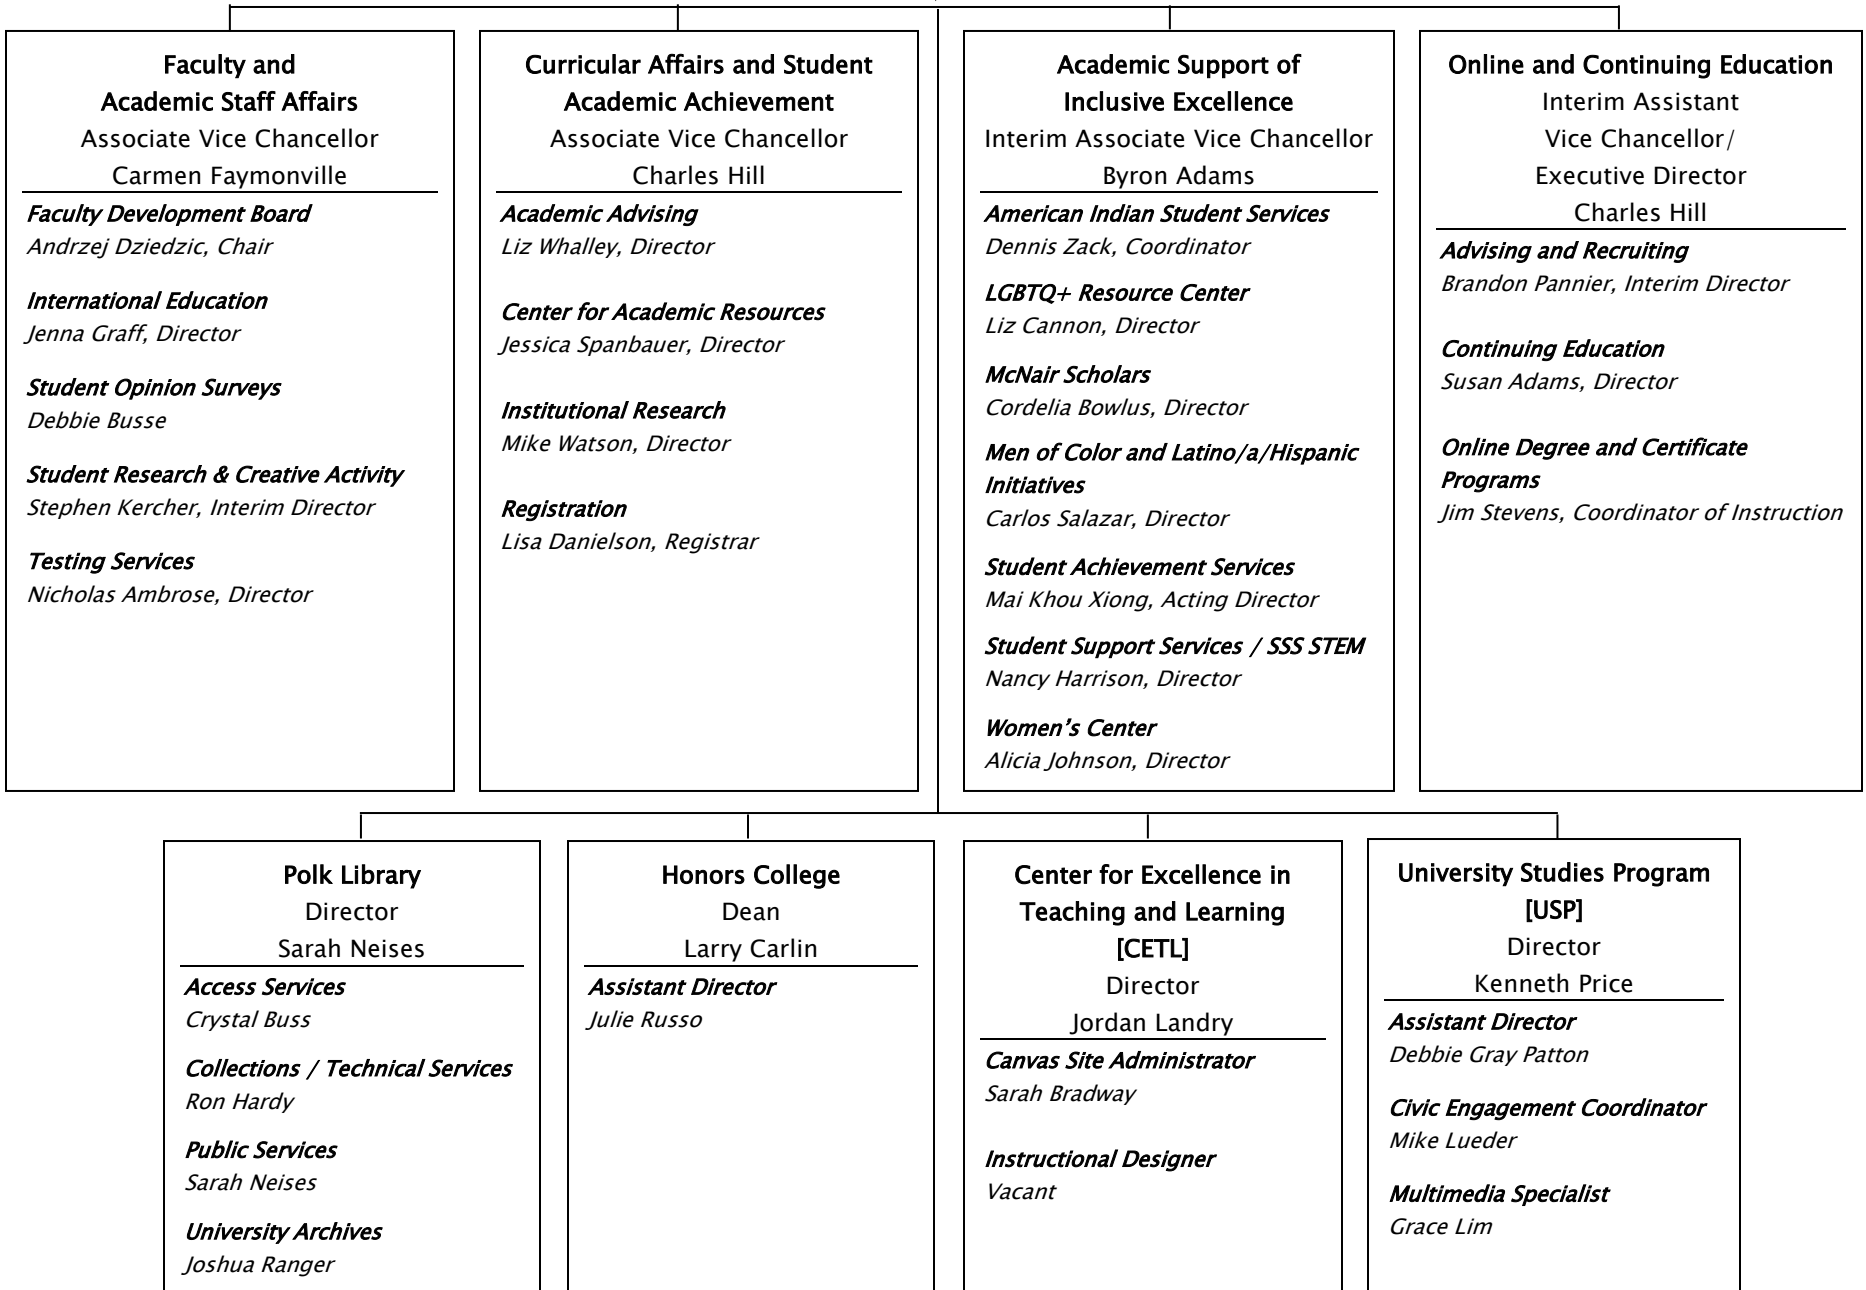 Faculty and
Academic Staff Affairs
Associate Vice Chancellor
Carmen Faymonville
Faculty Development Board
Andrzej Dziedzic, Chair
International Education
Jenna Graff, Director
Student Opinion Surveys
Debbie Busse
Student Research & Creative Activity
Stephen Kercher, Interim Director
Testing Services
Nicholas Ambrose, Director
Curricular Affairs and Student
Academic Achievement
Associate Vice Chancellor
Charles Hill
Academic Advising
Liz Whalley, Director
Center for Academic Resources
Jessica Spanbauer, Director
Institutional Research
Mike Watson, Director
Registration
Lisa Danielson, Registrar
Academic Support of
Inclusive Excellence
Interim Associate Vice Chancellor
Byron Adams
American Indian Student Services
Dennis Zack, Coordinator
LGBTQ+ Resource Center
Liz Cannon, Director
McNair Scholars
Cordelia Bowlus, Director
Men of Color and Latino/a/Hispanic
Initiatives
Carlos Salazar, Director
Student Achievement Services
Mai Khou Xiong, Acting Director
Student Support Services / SSS STEM
Nancy Harrison, Director
Women’s Center
Alicia Johnson, Director
Online and Continuing Education
Interim Assistant
Vice Chancellor/
Executive Director
Charles Hill
Advising and Recruiting
Brandon Pannier, Interim Director
Continuing Education
Susan Adams, Director
Online Degree and Certificate
Programs
Jim Stevens, Coordinator of Instruction
Polk Library
Director
Sarah Neises
Access Services
Crystal Buss
Collections / Technical Services
Ron Hardy
Public Services
Sarah Neises
University Archives
Joshua Ranger
Honors College
Dean
Larry Carlin
Assistant Director
Julie Russo
Center for Excellence in
Teaching and Learning
[CETL]
Director
Jordan Landry
Canvas Site Administrator
Sarah Bradway
Instructional Designer
Vacant
University Studies Program
[USP]
Director
Kenneth Price
Assistant Director
Debbie Gray Patton
Civic Engagement Coordinator
Mike Lueder
Multimedia Specialist
Grace Lim